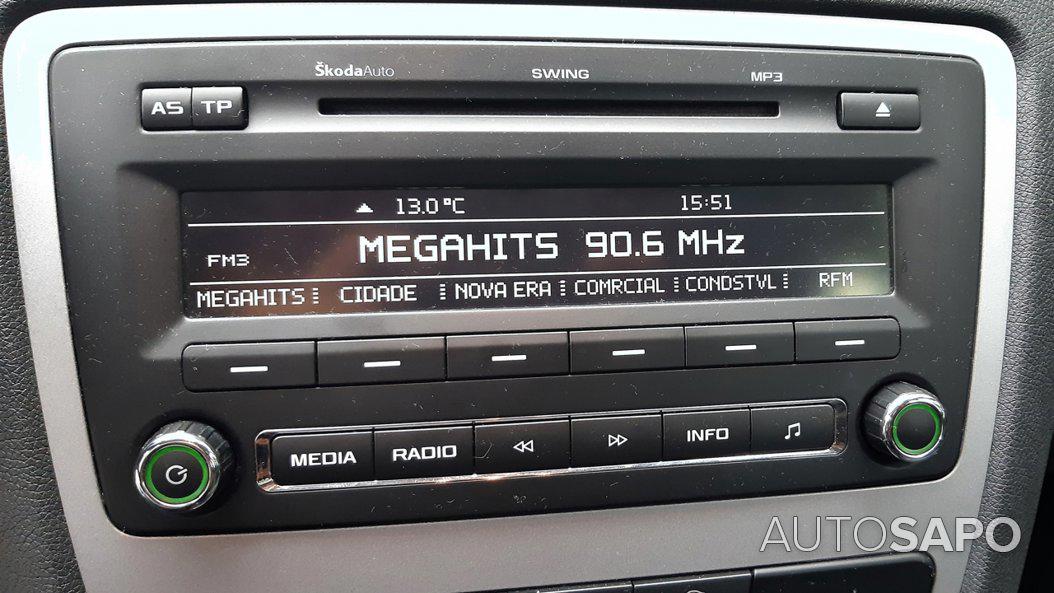 ŠkodaAuto SWING MP3
AS TP
13.0°C 15:51
FM3 MEGAHITS 90.6 MHz
MEGAHITS CIDADE NOVA ERA COMRCIAL CONDSTVL RFM
MEDIA RADIO INFO
AUTOSAPO